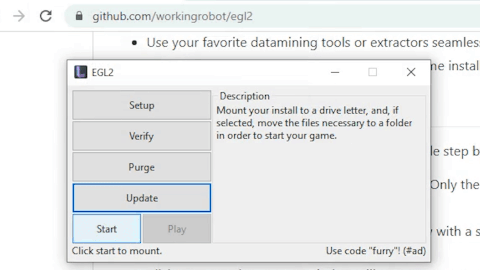 github.com/workingrobot/egl2
Use your favorite datamining tools or extractors seamles
EGL2
me instal
Setup
Verify
Purge
Update
Start
Play
Description
Mount your install to a drive letter, and, if
selected, move the files necessary to a folder
in order to start your game.
le step b
Only the
with a s
Click start to mount.
Use code "furry"! (#ad)